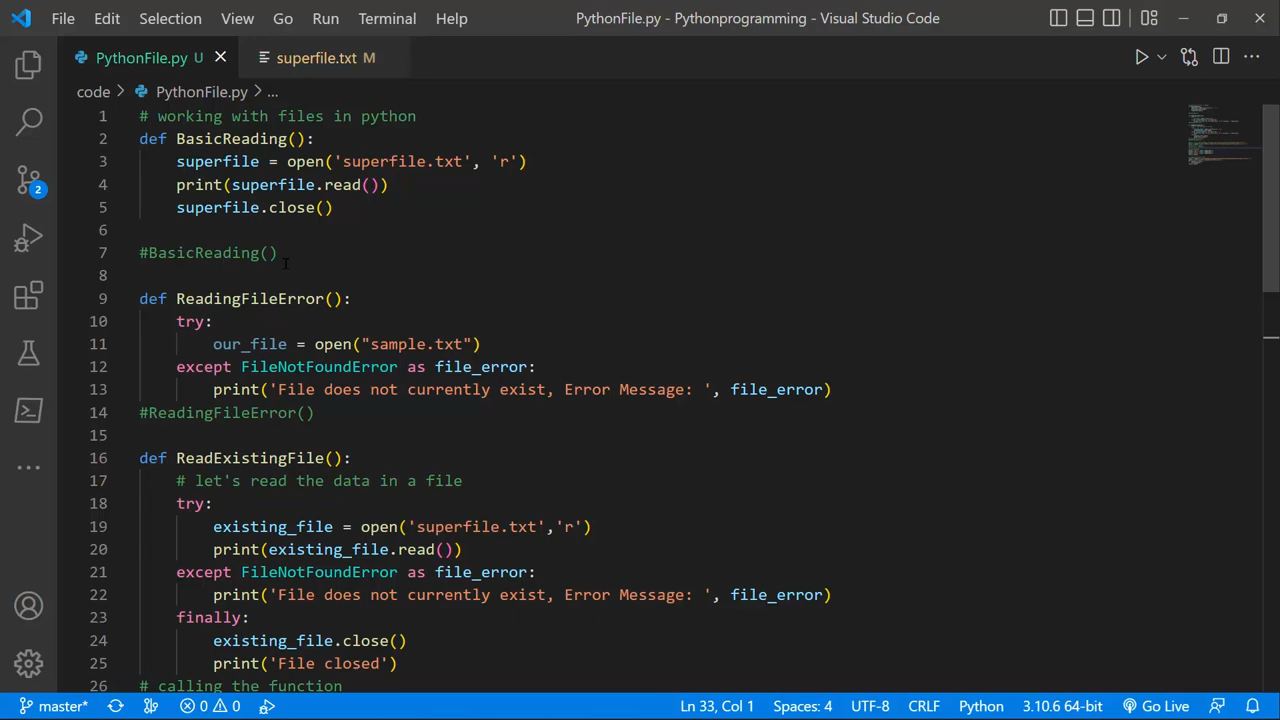 File Edit Selection View Go Run Terminal Help PythonFile.py - Pythonprogramming - Visual Studio Code
PythonFile.py U superfile.txt M
code > PythonFile.py > ...
1 # working with files in python
2 def BasicReading():
3     superfile = open('superfile.txt', 'r')
4     print(superfile.read())
5     superfile.close()
6
7 #BasicReading()
8
9 def ReadingFileError():
10     try:
11         our_file = open("sample.txt")
12     except FileNotFoundError as file_error:
13         print('File does not currently exist, Error Message: ', file_error)
14 #ReadingFileError()
15
16 def ReadExistingFile():
17     # let's read the data in a file
18     try:
19         existing_file = open('superfile.txt','r')
20         print(existing_file.read())
21     except FileNotFoundError as file_error:
22         print('File does not currently exist, Error Message: ', file_error)
23     finally:
24         existing_file.close()
25         print('File closed')
26 # calling the function
2
master* 0 0 Ln 33, Col 1 Spaces: 4 UTF-8 CRLF Python 3.10.6 64-bit Go Live